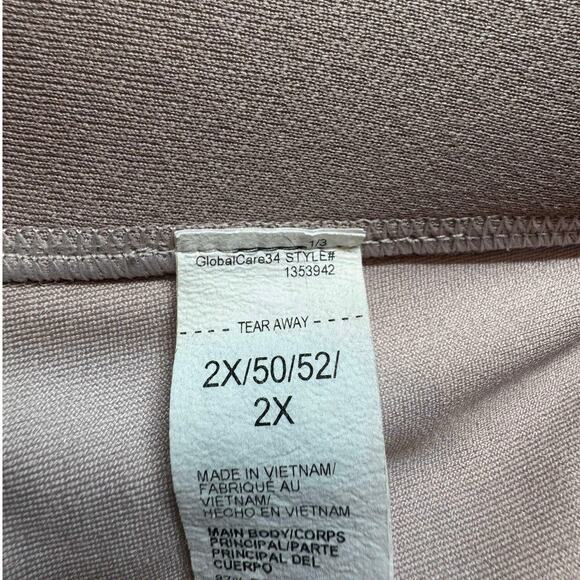 1/3
GlobalCare34 STYLE#
1353942
- - - - TEAR AWAY - - - -
2X/50/52/
2X
MADE IN VIETNAM/
FABRIQUÉ AU
VIETNAM/
HECHO EN VIETNAM
MAIN BODY/CORPS
PRINCIPAL/PARTE
PRINCIPAL DEL
CUERPO